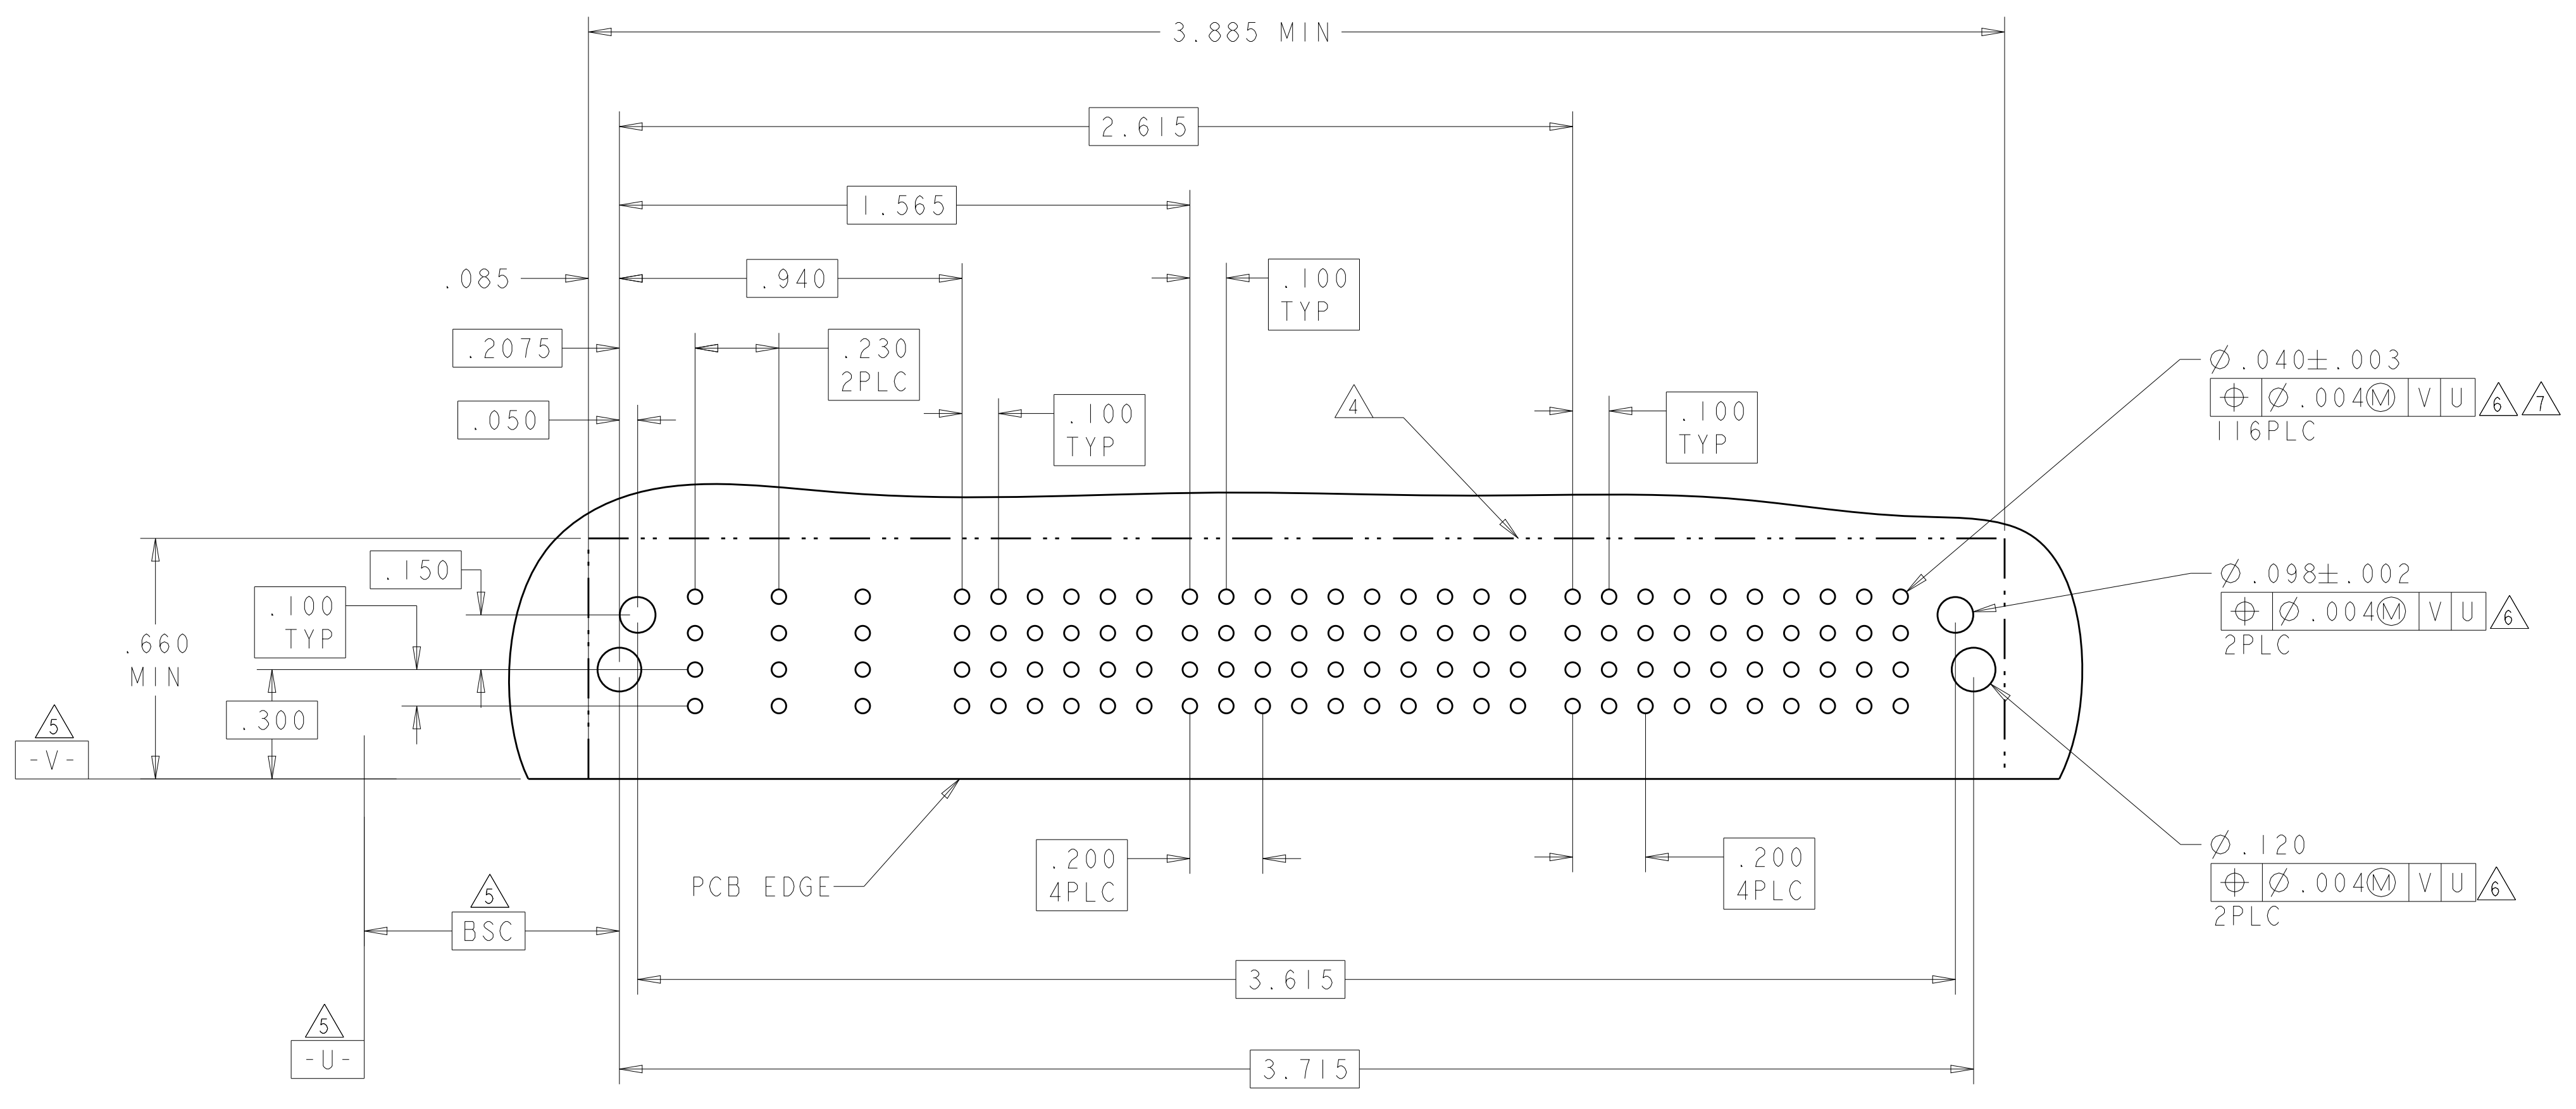 3.885 MIN
2.615
1.565
.085
.940
.100
TYP
.2075
.230
2PLC
.050
.100
TYP
4
.100
TYP
Ø.040±.003
⌖ Ø.004Ⓜ V U 6 7
116PLC
.150
.100
TYP
.660
MIN
.300
5
-V-
Ø.098±.002
⌖ Ø.004Ⓜ V U 6
2PLC
PCB EDGE
.200
4PLC
.200
4PLC
Ø.120
⌖ Ø.004Ⓜ V U 6
2PLC
5
BSC
3.615
5
-U-
3.715